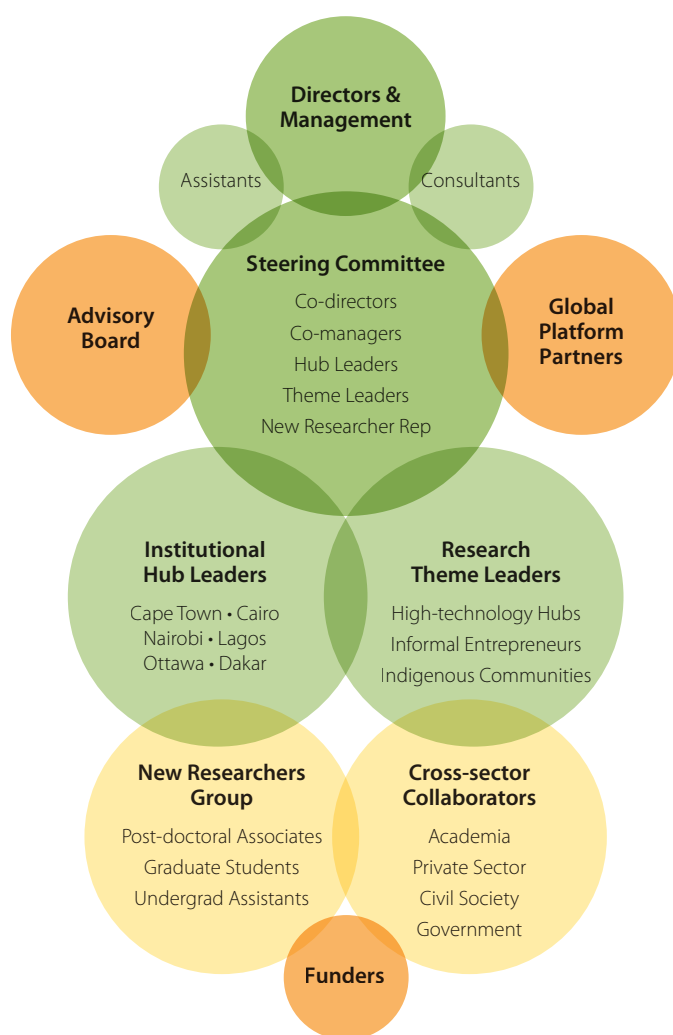 Directors &
Management
Assistants
Consultants
Steering Committee
Co-directors
Co-managers
Hub Leaders
Theme Leaders
New Researcher Rep
Advisory
Board
Global
Platform
Partners
Institutional
Hub Leaders
Cape Town • Cairo
Nairobi • Lagos
Ottawa • Dakar
Research
Theme Leaders
High-technology Hubs
Informal Entrepreneurs
Indigenous Communities
New Researchers
Group
Post-doctoral Associates
Graduate Students
Undergrad Assistants
Cross-sector
Collaborators
Academia
Private Sector
Civil Society
Government
Funders